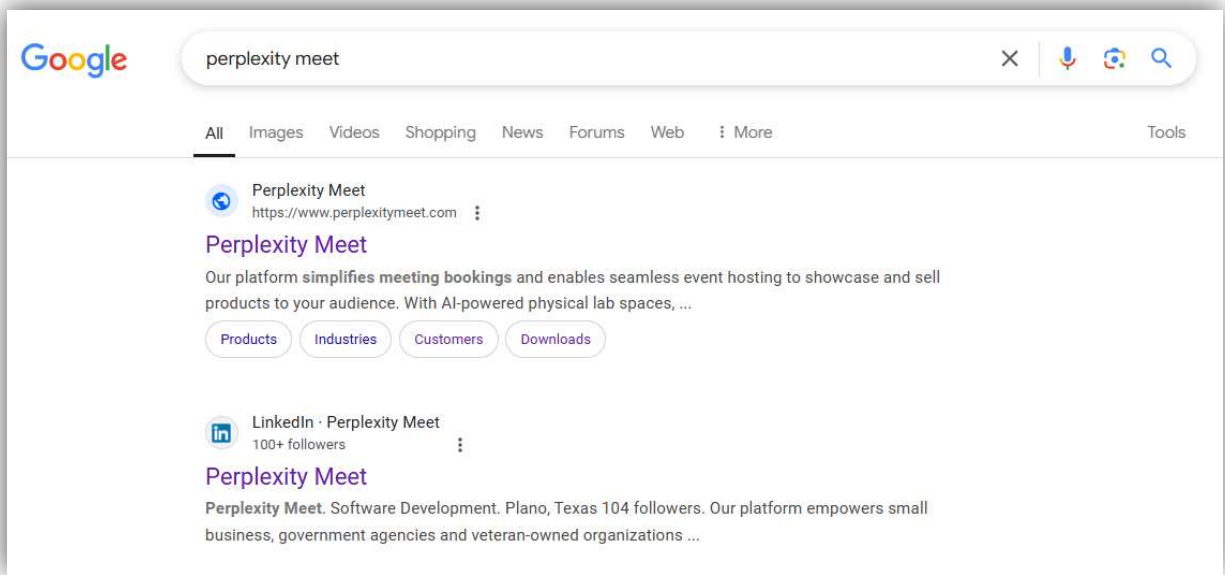 Google
perplexity meet
All Images Videos Shopping News Forums Web More Tools
Perplexity Meet
https://www.perplexitymeet.com
Perplexity Meet
Our platform simplifies meeting bookings and enables seamless event hosting to showcase and sell
products to your audience. With AI-powered physical lab spaces, ...
Products Industries Customers Downloads
in
LinkedIn · Perplexity Meet
100+ followers
Perplexity Meet
Perplexity Meet. Software Development. Plano, Texas 104 followers. Our platform empowers small
business, government agencies and veteran-owned organizations ...